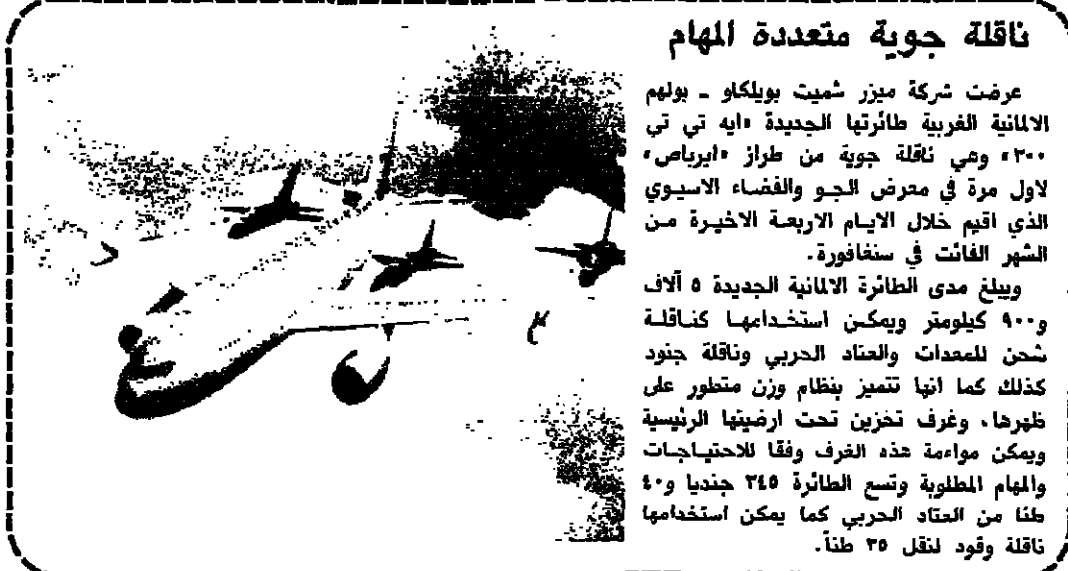 ناقلة جوية متعددة المهام
عرضت شركة ميزر شميت بويلكاو ـ بولهم
الالمانية الغربية طائرتها الجديدة «ايه تي تي
٣٠٠» وهي ناقلة جوية من طراز «ايرباص»
لاول مرة في معرض الجو والفضاء الاسيوي
الذي اقيم خلال الايام الاربعة الاخيرة من
الشهر الفائت في سنغافورة.
ويبلغ مدى الطائرة الالمانية الجديدة ٥ آلاف
و٩٠٠ كيلومتر ويمكن استخدامها كناقلة
شحن للمعدات والعتاد الحربي وناقلة جنود
كذلك كما انها تتميز بنظام وزن متطور على
ظهرها، وغرف تخزين تحت ارضيتها الرئيسية
ويمكن مواءمة هذه الغرف وفقا للاحتياجات
والمهام المطلوبة وتسع الطائرة ٣٤٥ جنديا و٤٠
طنا من العتاد الحربي كما يمكن استخدامها
ناقلة وقود لنقل ٣٥ طناً.